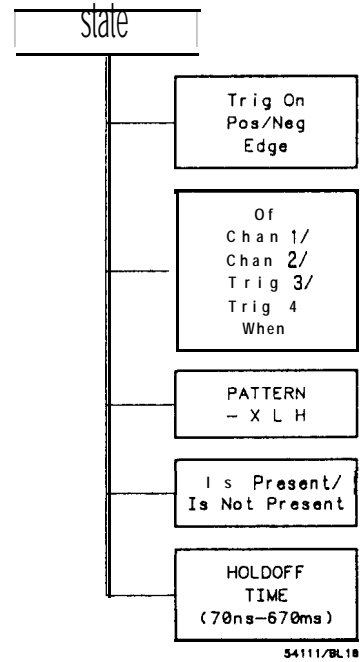 state
Trig On
Pos/Neg
Edge
Of
Chan 1/
Chan 2/
Trig 3/
Trig 4
When
PATTERN
- X L H
Is Present/
Is Not Present
HOLDOFF
TIME
(70ns-670ms)
54111/BL18